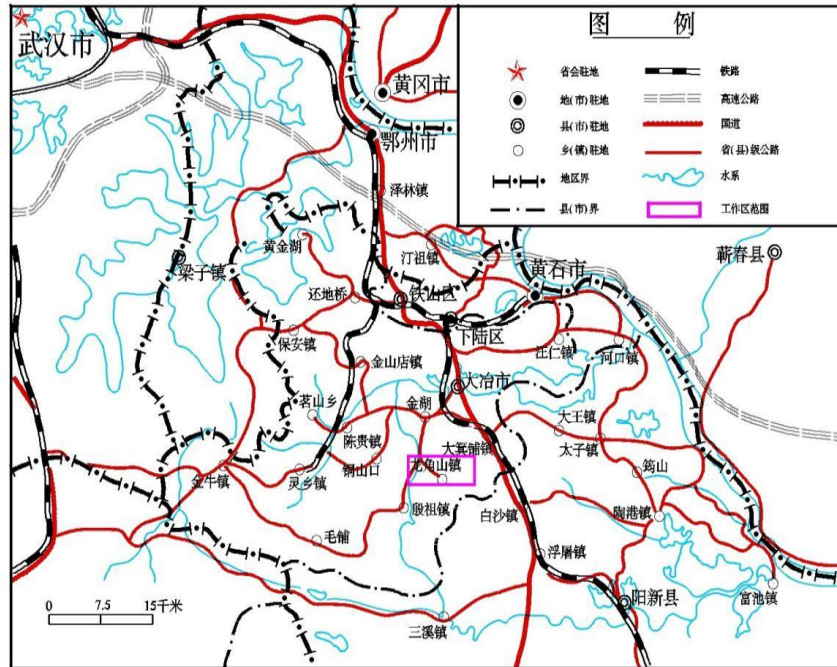 武汉市
黄冈市
鄂州市
泽林镇
黄金湖
汀祖镇
梁子镇
黄石市
蕲春县
还地桥
铁山区
下陆区
保安镇
汪仁镇
河口镇
金山店镇
大冶市
茗山乡
金湖
大王镇
陈贵镇
大箕铺镇
太子镇
铜山口
龙角山镇
金牛镇
灵乡镇
筠山
殷祖镇
白沙镇
陶港镇
毛铺
浮屠镇
阳新县
富池镇
三溪镇
0 7.5 15千米
图 例
省会驻地 铁路
地(市)驻地 高速公路
县(市)驻地 国道
乡(镇)驻地 省(县)级公路
地区界 水系
县(市)界 工作区范围